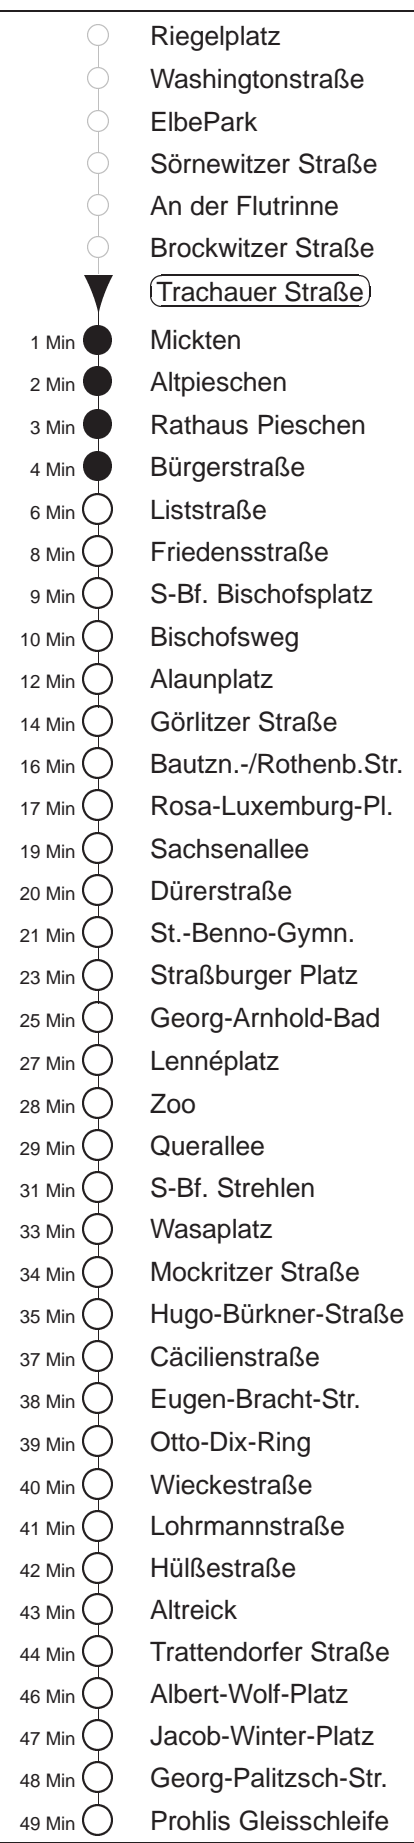 Riegelplatz
Washingtonstraße
ElbePark
Sörnewitzer Straße
An der Flutrinne
Brockwitzer Straße
Trachauer Straße
1 Min Mickten
2 Min Altpieschen
3 Min Rathaus Pieschen
4 Min Bürgerstraße
6 Min Liststraße
8 Min Friedensstraße
9 Min S-Bf. Bischofsplatz
10 Min Bischofsweg
12 Min Alaunplatz
14 Min Görlitzer Straße
16 Min Bautzn.-/Rothenb.Str.
17 Min Rosa-Luxemburg-Pl.
19 Min Sachsenallee
20 Min Dürerstraße
21 Min St.-Benno-Gymn.
23 Min Straßburger Platz
25 Min Georg-Arnhold-Bad
27 Min Lennéplatz
28 Min Zoo
29 Min Querallee
31 Min S-Bf. Strehlen
33 Min Wasaplatz
34 Min Mockritzer Straße
35 Min Hugo-Bürkner-Straße
37 Min Cäcilienstraße
38 Min Eugen-Bracht-Str.
39 Min Otto-Dix-Ring
40 Min Wieckestraße
41 Min Lohrmannstraße
42 Min Hülßestraße
43 Min Altreick
44 Min Trattendorfer Straße
46 Min Albert-Wolf-Platz
47 Min Jacob-Winter-Platz
48 Min Georg-Palitzsch-Str.
49 Min Prohlis Gleisschleife